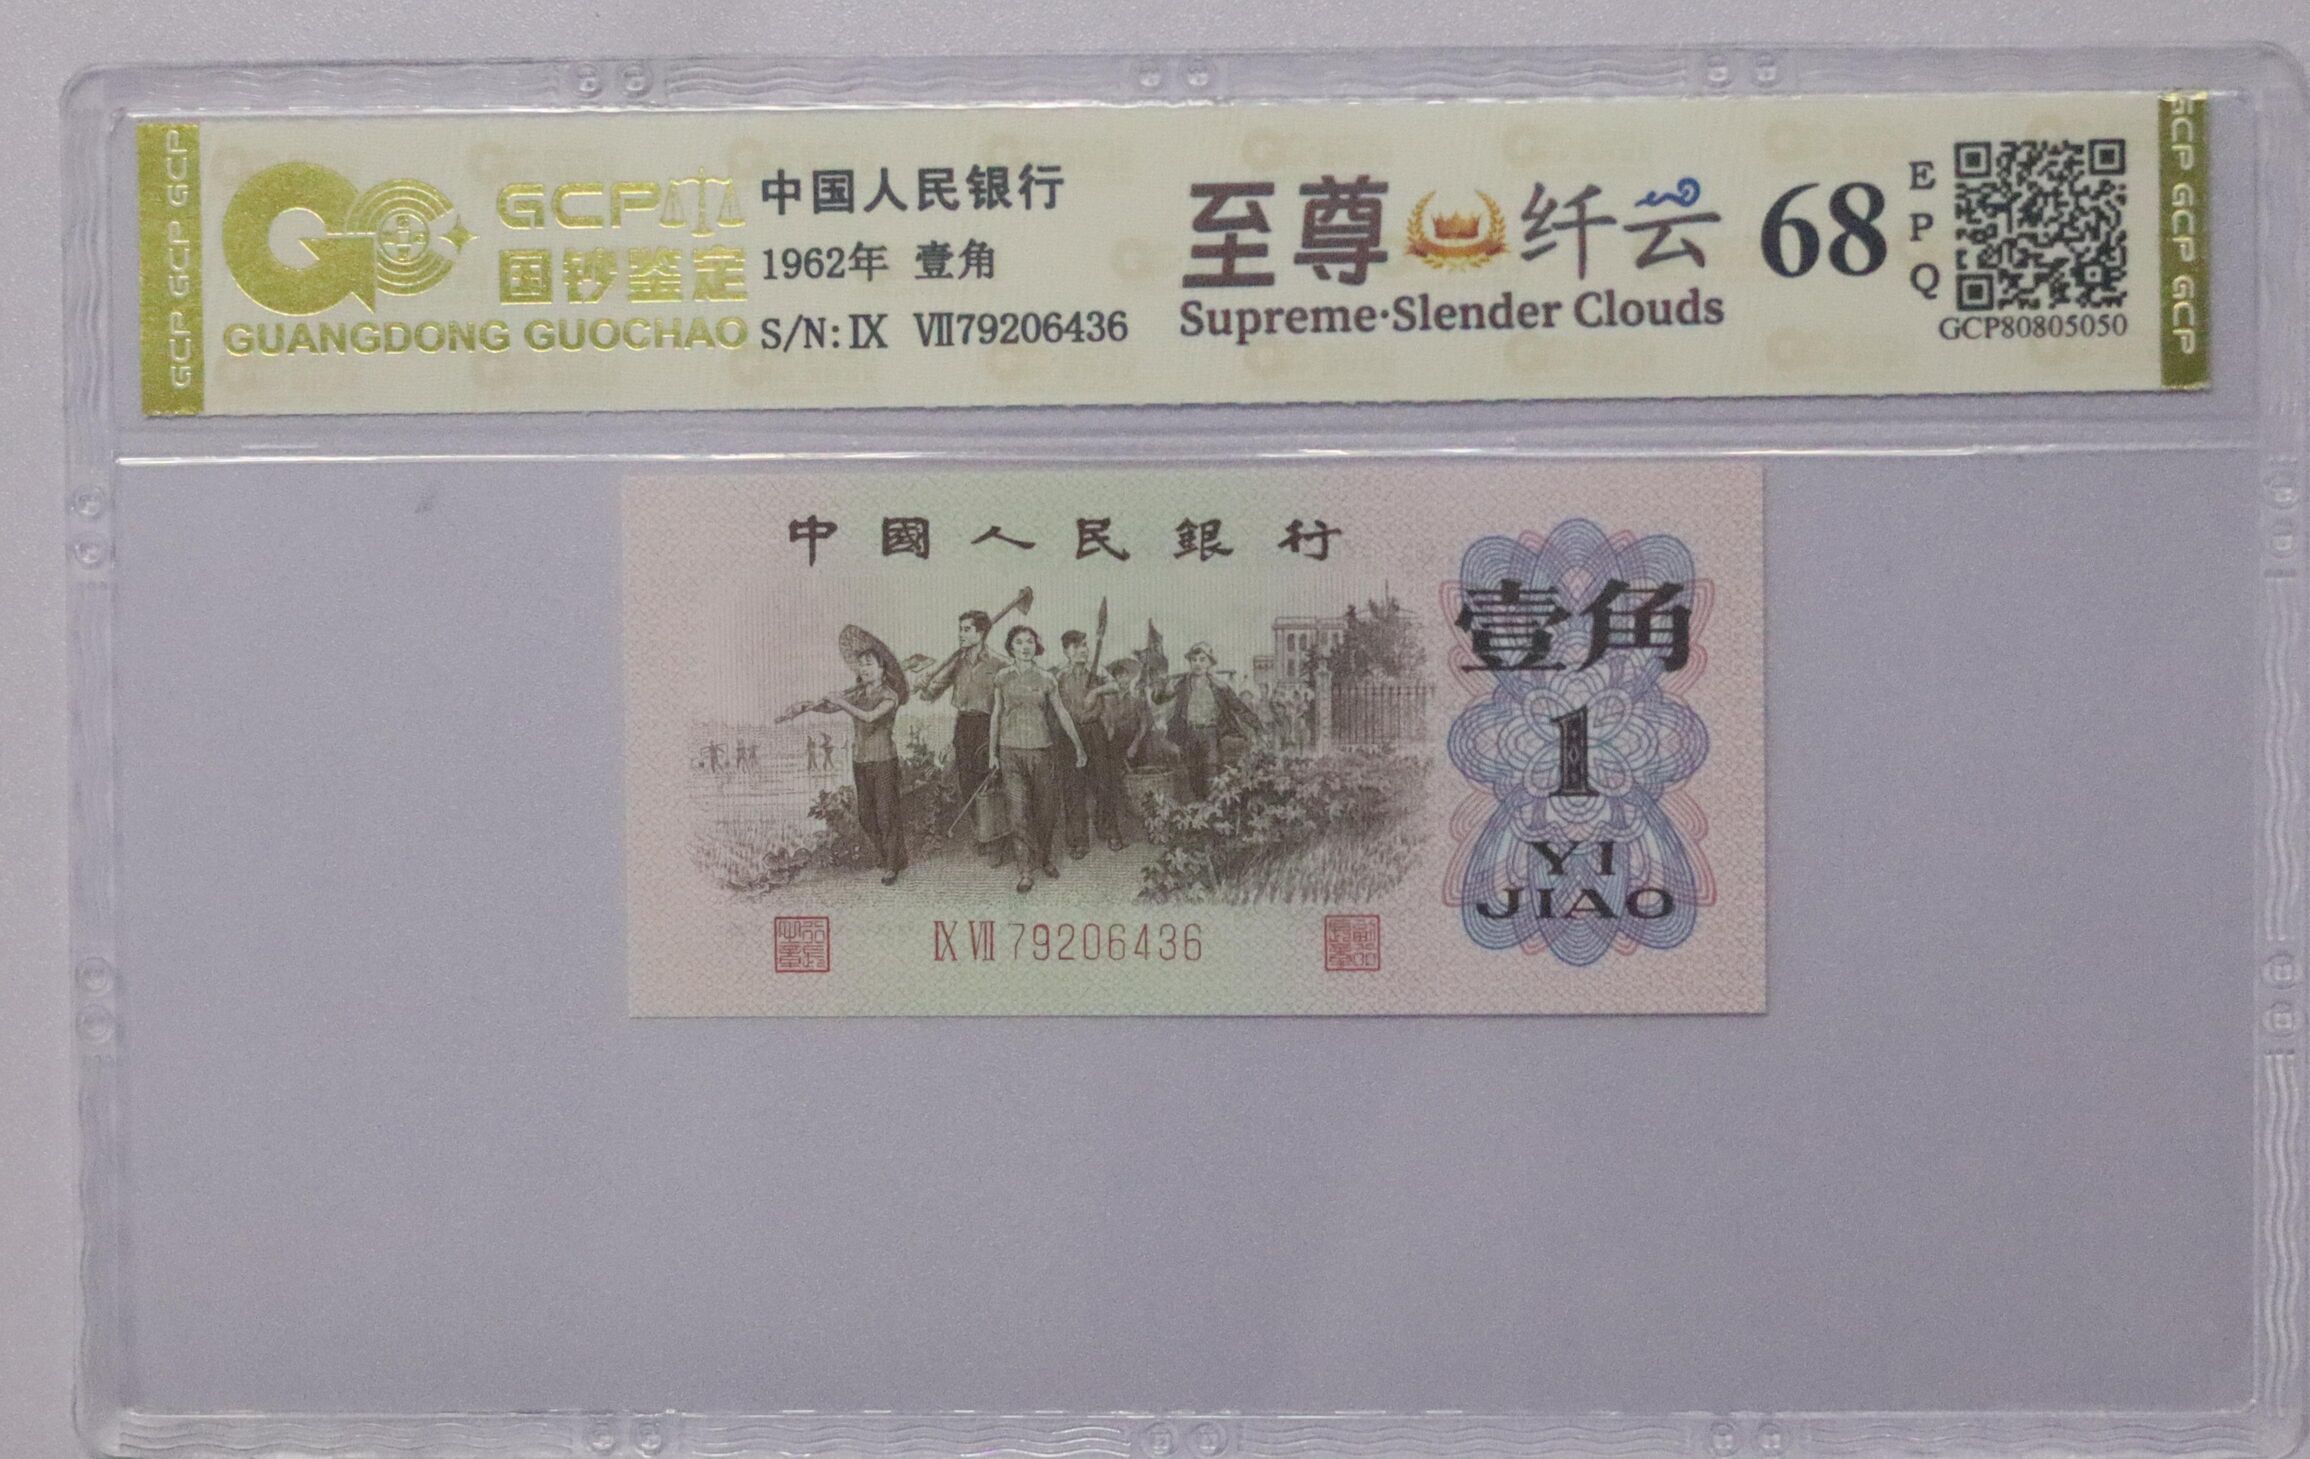 GCP GCP GCP
GCP
国钞鉴定
GUANGDONG GUOCHAO
中国人民银行
1962年 壹角
S/N: Ⅸ Ⅶ79206436
至尊 纤云
Supreme·Slender Clouds
68
EPQ
GCP80805050
GCP GCP GCP
中國人民銀行
壹角
1
YI
JIAO
Ⅸ Ⅶ 79206436